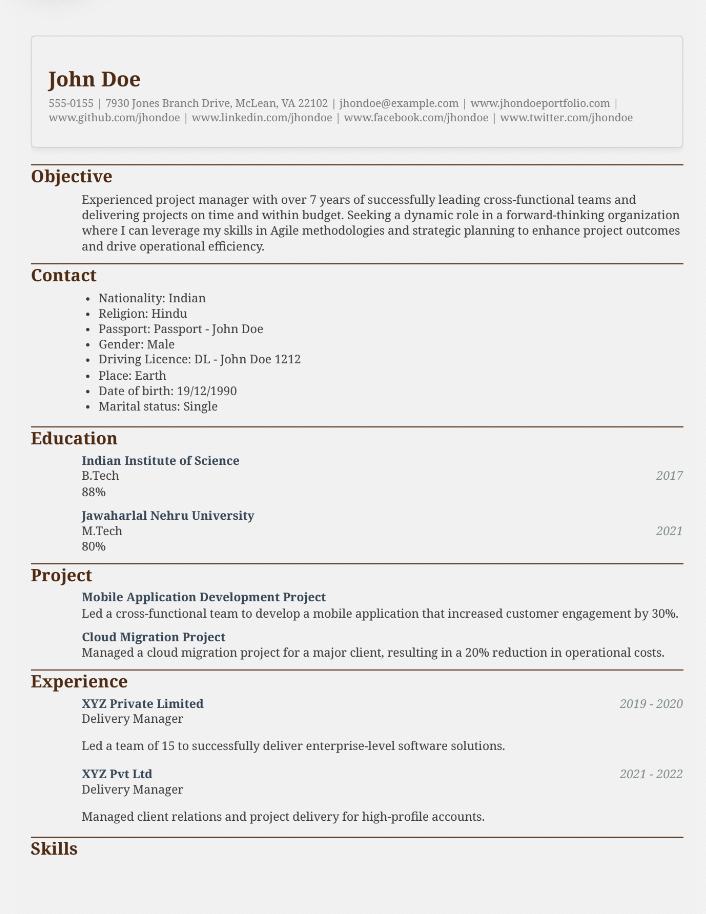 John Doe
555-0155 | 7930 Jones Branch Drive, McLean, VA 22102 | jhondoe@example.com | www.jhondoeportfolio.com |
www.github.com/jhondoe | www.linkedin.com/jhondoe | www.facebook.com/jhondoe | www.twitter.com/jhondoe
Objective
Experienced project manager with over 7 years of successfully leading cross-functional teams and
delivering projects on time and within budget. Seeking a dynamic role in a forward-thinking organization
where I can leverage my skills in Agile methodologies and strategic planning to enhance project outcomes
and drive operational efficiency.
Contact
• Nationality: Indian
• Religion: Hindu
• Passport: Passport - John Doe
• Gender: Male
• Driving Licence: DL - John Doe 1212
• Place: Earth
• Date of birth: 19/12/1990
• Marital status: Single
Education
Indian Institute of Science
B.Tech 2017
88%
Jawaharlal Nehru University
M.Tech 2021
80%
Project
Mobile Application Development Project
Led a cross-functional team to develop a mobile application that increased customer engagement by 30%.
Cloud Migration Project
Managed a cloud migration project for a major client, resulting in a 20% reduction in operational costs.
Experience
XYZ Private Limited 2019 - 2020
Delivery Manager
Led a team of 15 to successfully deliver enterprise-level software solutions.
XYZ Pvt Ltd 2021 - 2022
Delivery Manager
Managed client relations and project delivery for high-profile accounts.
Skills